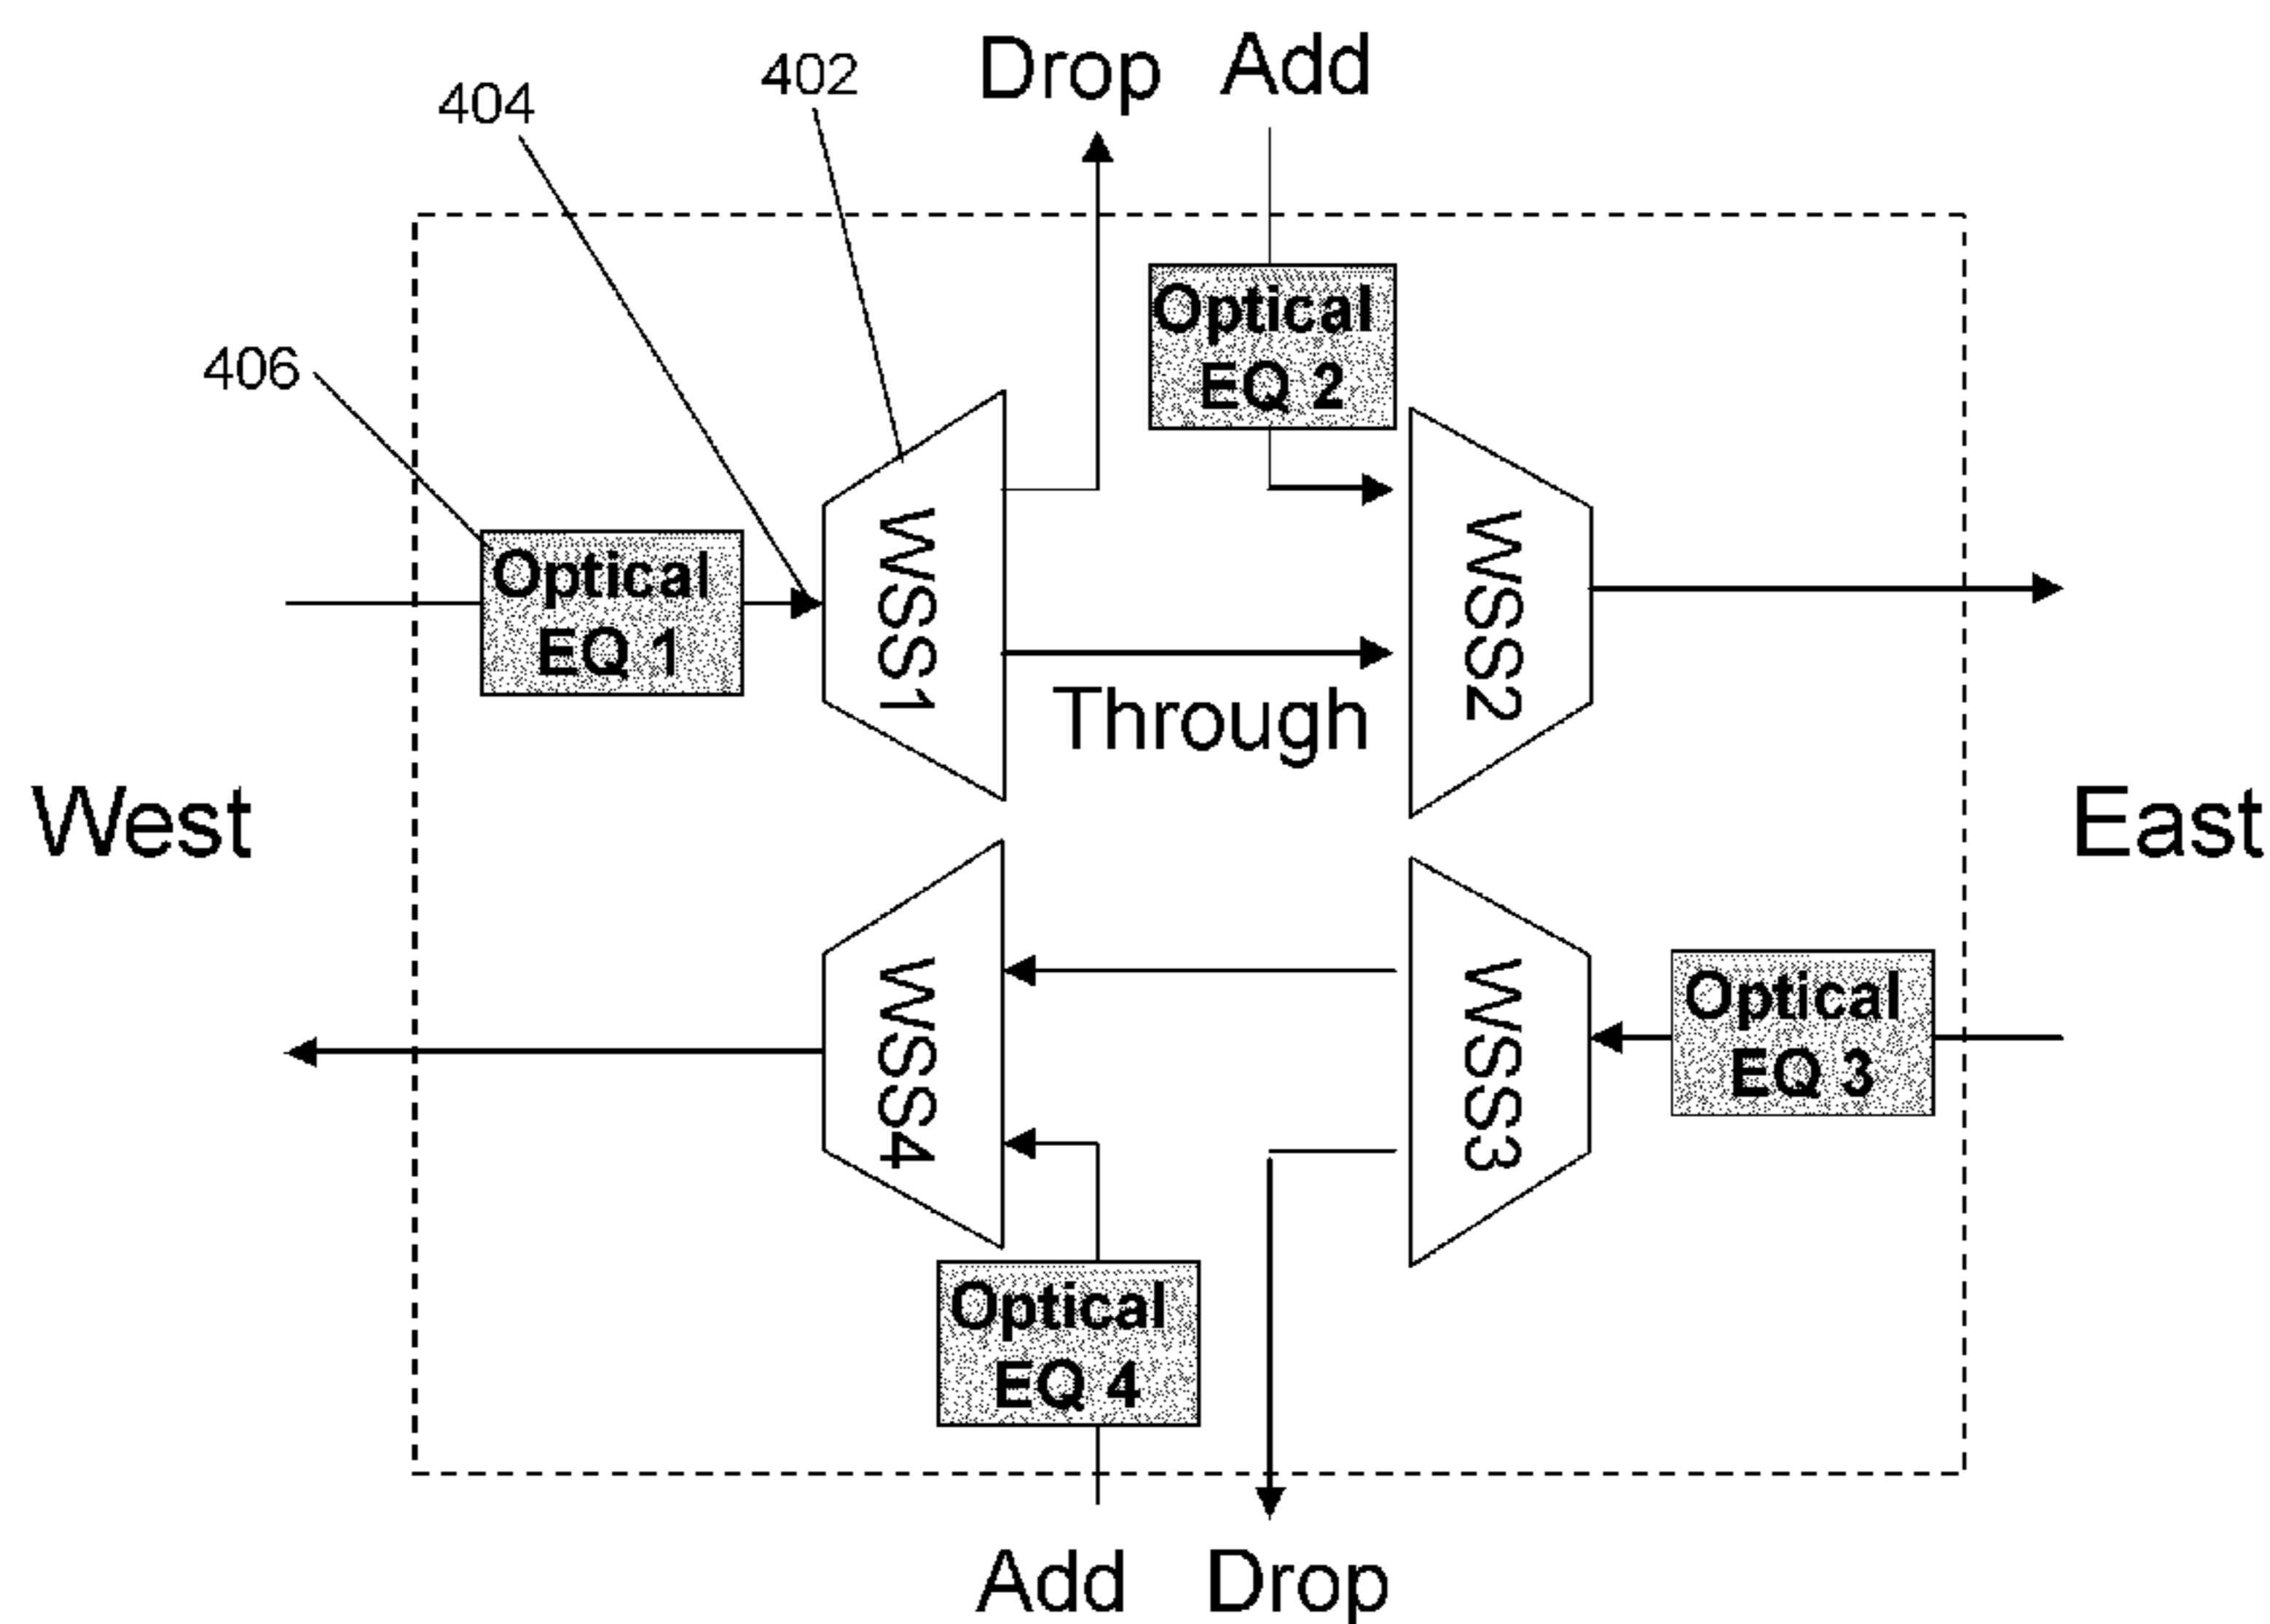 Drop Add
402
404
406
Optical
EQ 2
Optical
EQ 1
WSS1
WSS2
Through
West
East
WSS4
WSS3
Optical
EQ 3
Optical
EQ 4
Add Drop